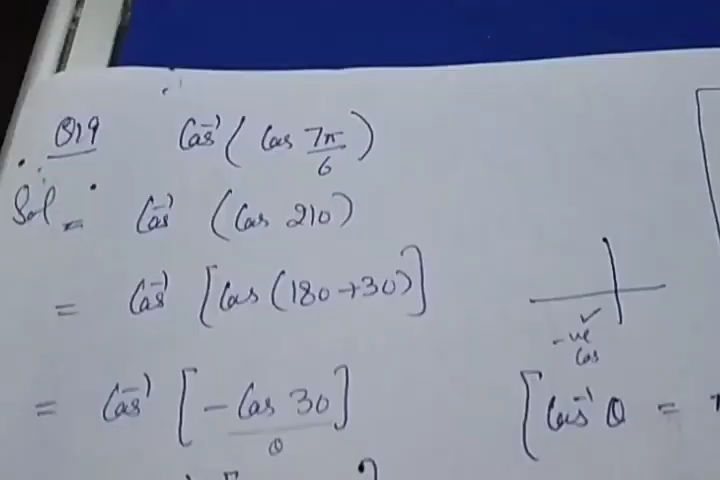 Q19 Cos⁻¹ (Cos 7π/6)
Sol = Cos⁻¹ (Cos 210)
= Cos⁻¹ [Cos (180+30)]
-ve
Cos
= Cos⁻¹ [-Cos 30]
θ
[Cos⁻¹ θ =